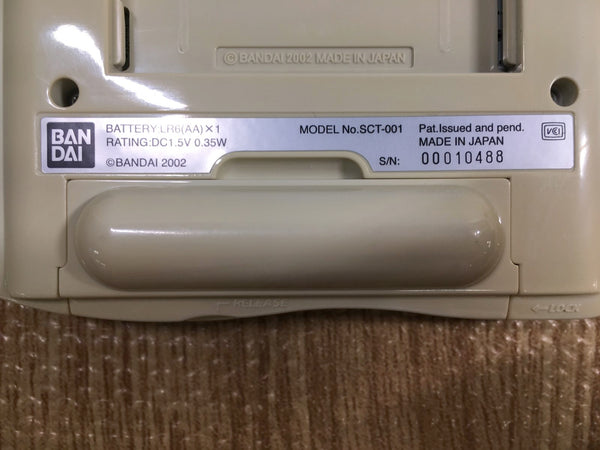 ©BANDAI 2002 MADE IN JAPAN
BAN
DAI
BATTERY LR6(AA)×1
RATING:DC1.5V 0.35W
©BANDAI 2002
MODEL No.SCT-001
S/N: 00010488
Pat.Issued and pend.
MADE IN JAPAN
VCI
←RELEASE
←LOCK